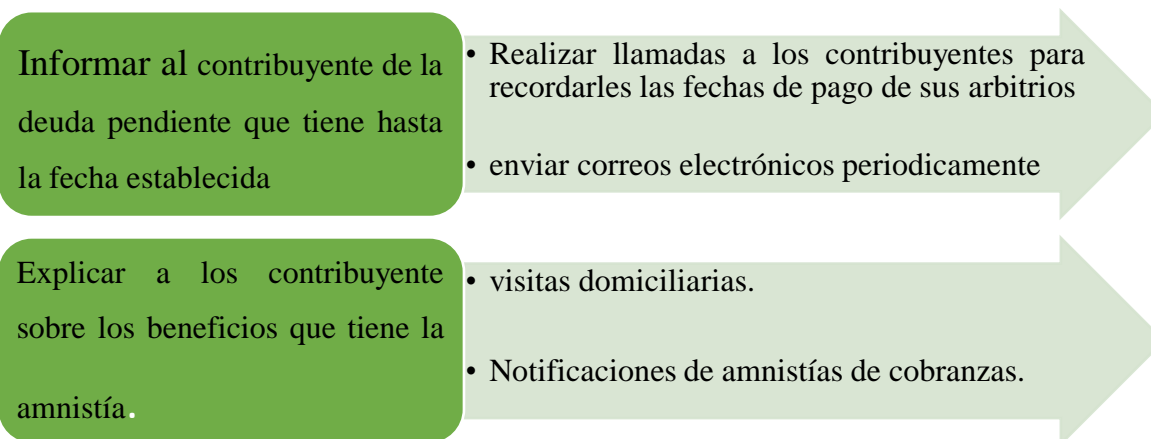 Informar al contribuyente de la
deuda pendiente que tiene hasta
la fecha establecida
• Realizar llamadas a los contribuyentes para
recordarles las fechas de pago de sus arbitrios
• enviar correos electrónicos periodicamente
Explicar a los contribuyente
sobre los beneficios que tiene la
amnistía.
• visitas domiciliarias.
• Notificaciones de amnistías de cobranzas.